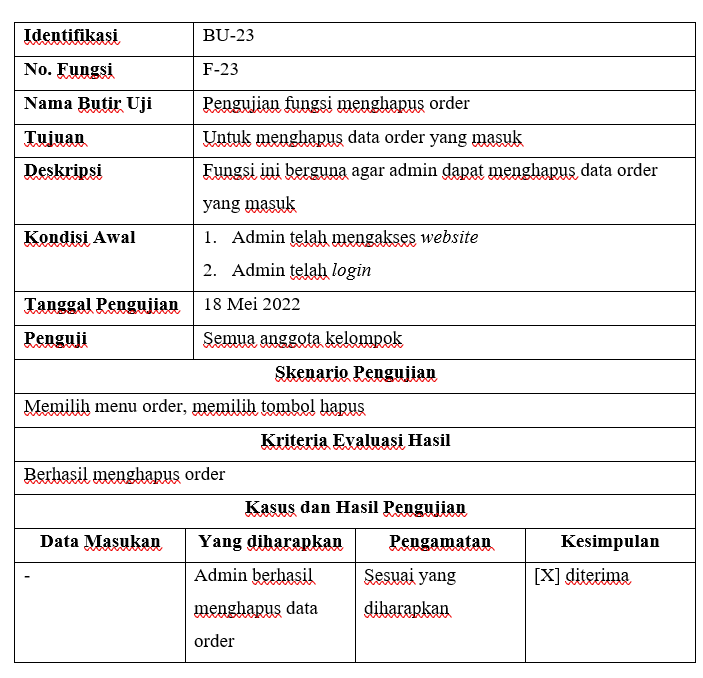 Identifikasi BU-23
No. Fungsi F-23
Nama Butir Uji Pengujian fungsi menghapus order
Tujuan Untuk menghapus data order yang masuk
Deskripsi Fungsi ini berguna agar admin dapat menghapus data order
yang masuk
Kondisi Awal 1. Admin telah mengakses website
2. Admin telah login
Tanggal Pengujian 18 Mei 2022
Penguji Semua anggota kelompok
Skenario Pengujian
Memilih menu order, memilih tombol hapus
Kriteria Evaluasi Hasil
Berhasil menghapus order
Kasus dan Hasil Pengujian
Data Masukan Yang diharapkan Pengamatan Kesimpulan
- Admin berhasil Sesuai yang [X] diterima
menghapus data diharapkan
order